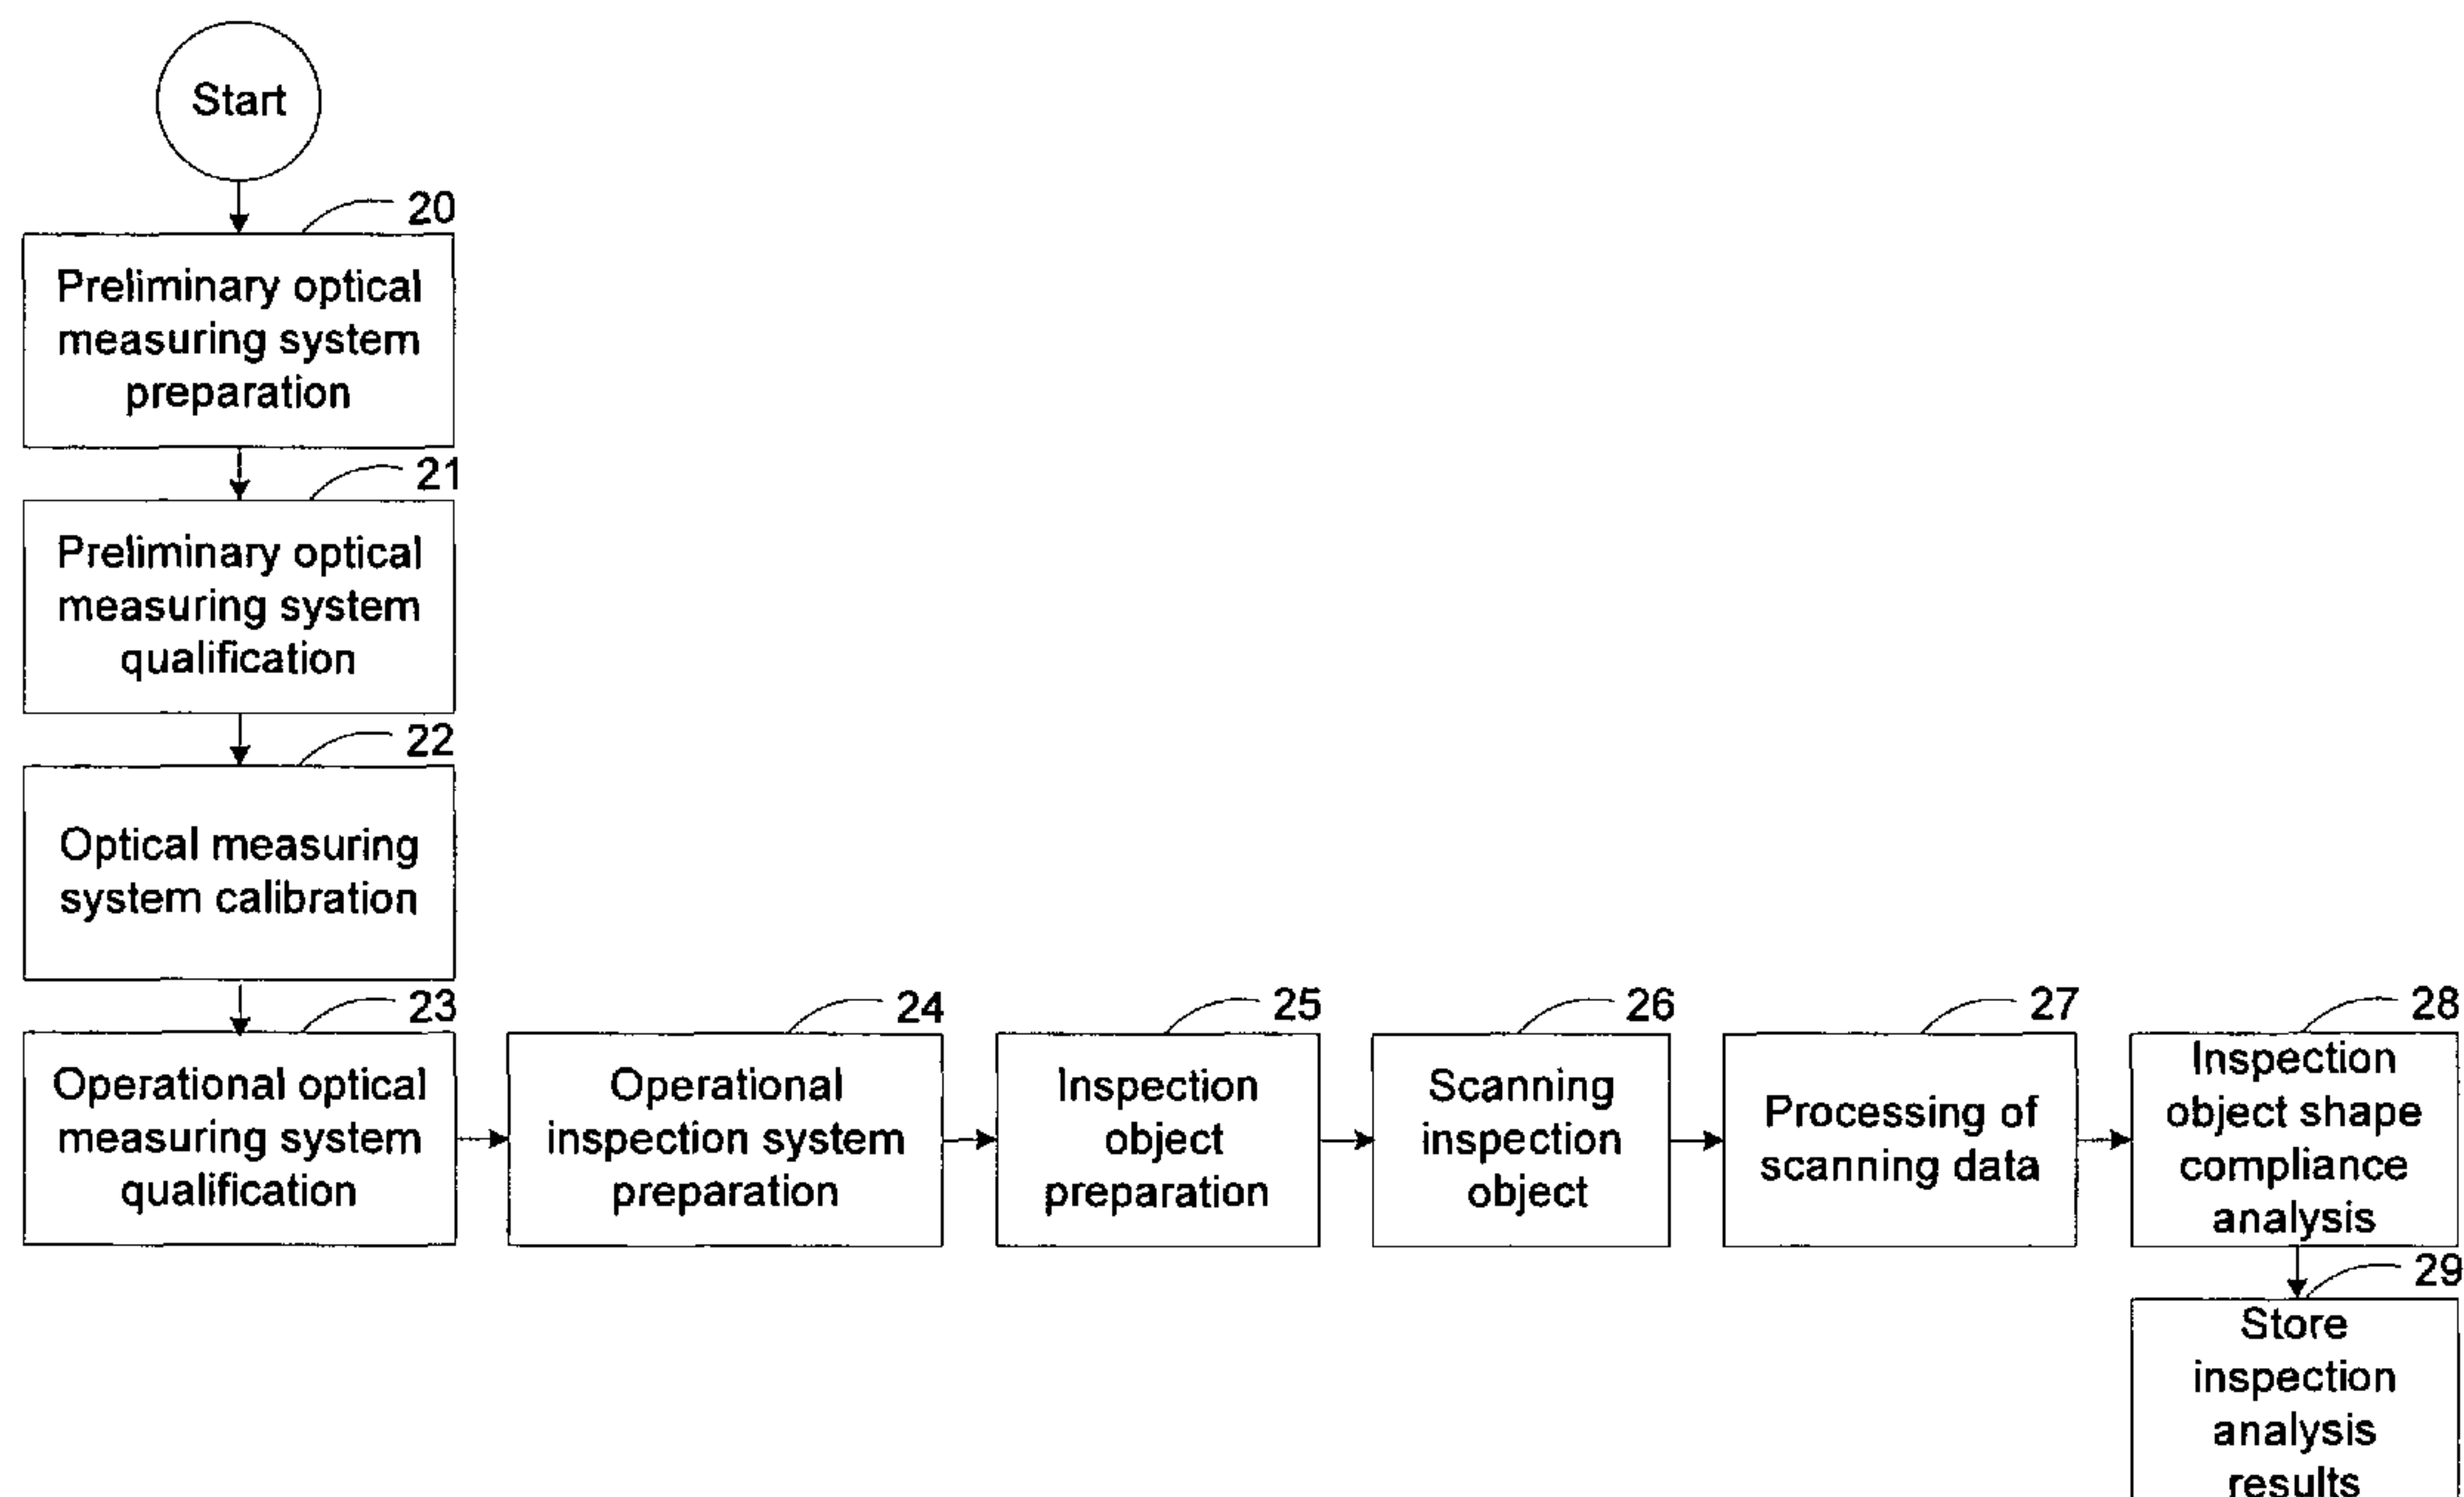 Start
20
Preliminary optical
measuring system
preparation
21
Preliminary optical
measuring system
qualification
22
Optical measuring
system calibration
23
Operational optical
measuring system
qualification
24
Operational
inspection system
preparation
25
Inspection
object
preparation
26
Scanning
inspection
object
27
Processing of
scanning data
28
Inspection
object shape
compliance
analysis
29
Store
inspection
analysis
results